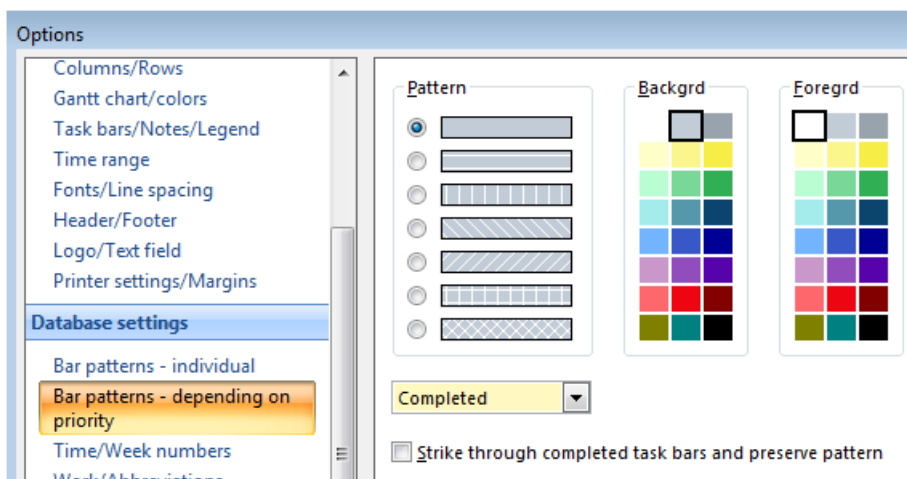 Options
Columns/Rows
Gantt chart/colors
Task bars/Notes/Legend
Time range
Fonts/Line spacing
Header/Footer
Logo/Text field
Printer settings/Margins
Database settings
Bar patterns - individual
Bar patterns - depending on
priority
Time/Week numbers
Work/Abbreviations
Pattern
Backgrd
Foregrd
Completed
Strike through completed task bars and preserve pattern